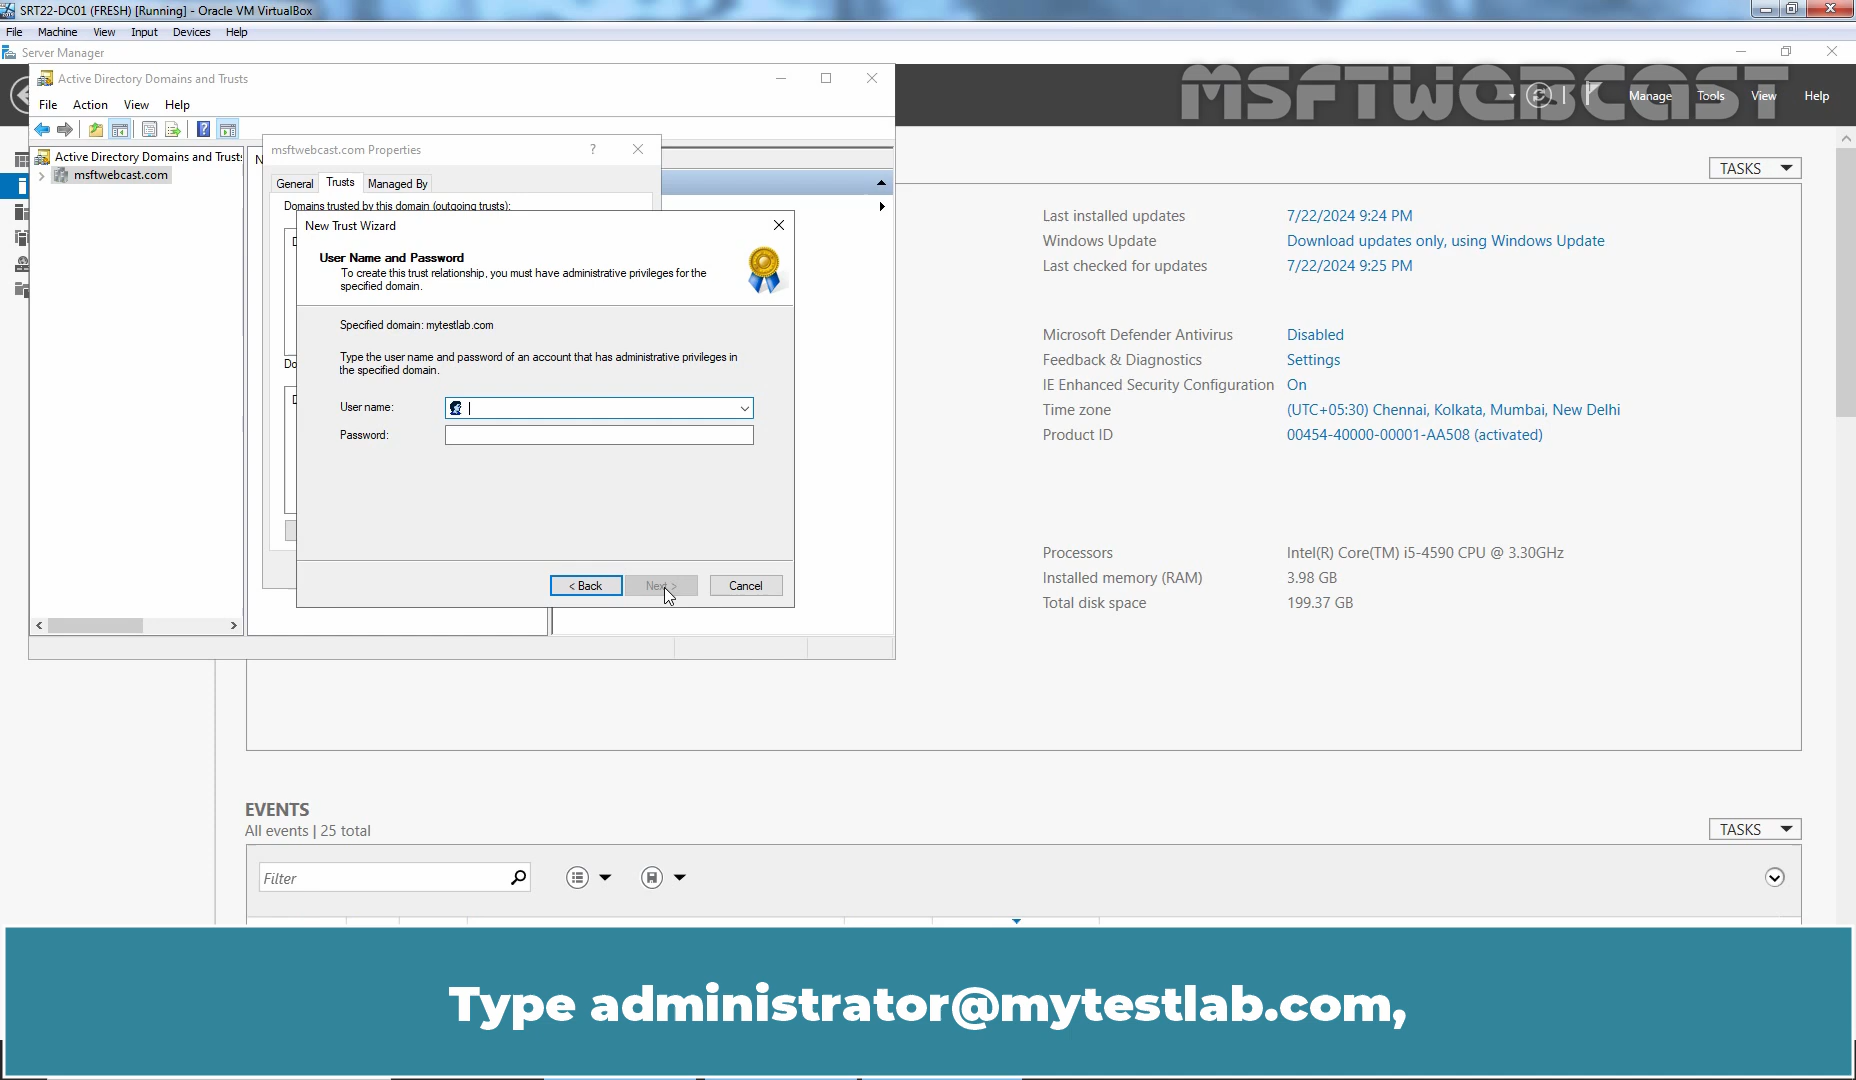 SRT22-DC01 (FRESH) [Running] - Oracle VM VirtualBox
File Machine View Input Devices Help
Server Manager
Active Directory Domains and Trusts
File Action View Help
MSFTWEBCAST
Manage Tools View Help
Active Directory Domains and Trusts
msftwebcast.com
msftwebcast.com Properties
General Trusts Managed By
Domains trusted by this domain (outgoing trusts):
New Trust Wizard
User Name and Password
To create this trust relationship, you must have administrative privileges for the
specified domain.
Specified domain: mytestlab.com
Type the user name and password of an account that has administrative privileges in
the specified domain.
User name:
Password:
< Back Next > Cancel
TASKS
Last installed updates 7/22/2024 9:24 PM
Windows Update Download updates only, using Windows Update
Last checked for updates 7/22/2024 9:25 PM
Microsoft Defender Antivirus Disabled
Feedback & Diagnostics Settings
IE Enhanced Security Configuration On
Time zone (UTC+05:30) Chennai, Kolkata, Mumbai, New Delhi
Product ID 00454-40000-00001-AA508 (activated)
Processors Intel(R) Core(TM) i5-4590 CPU @ 3.30GHz
Installed memory (RAM) 3.98 GB
Total disk space 199.37 GB
EVENTS
All events | 25 total
TASKS
Filter
Type administrator@mytestlab.com,